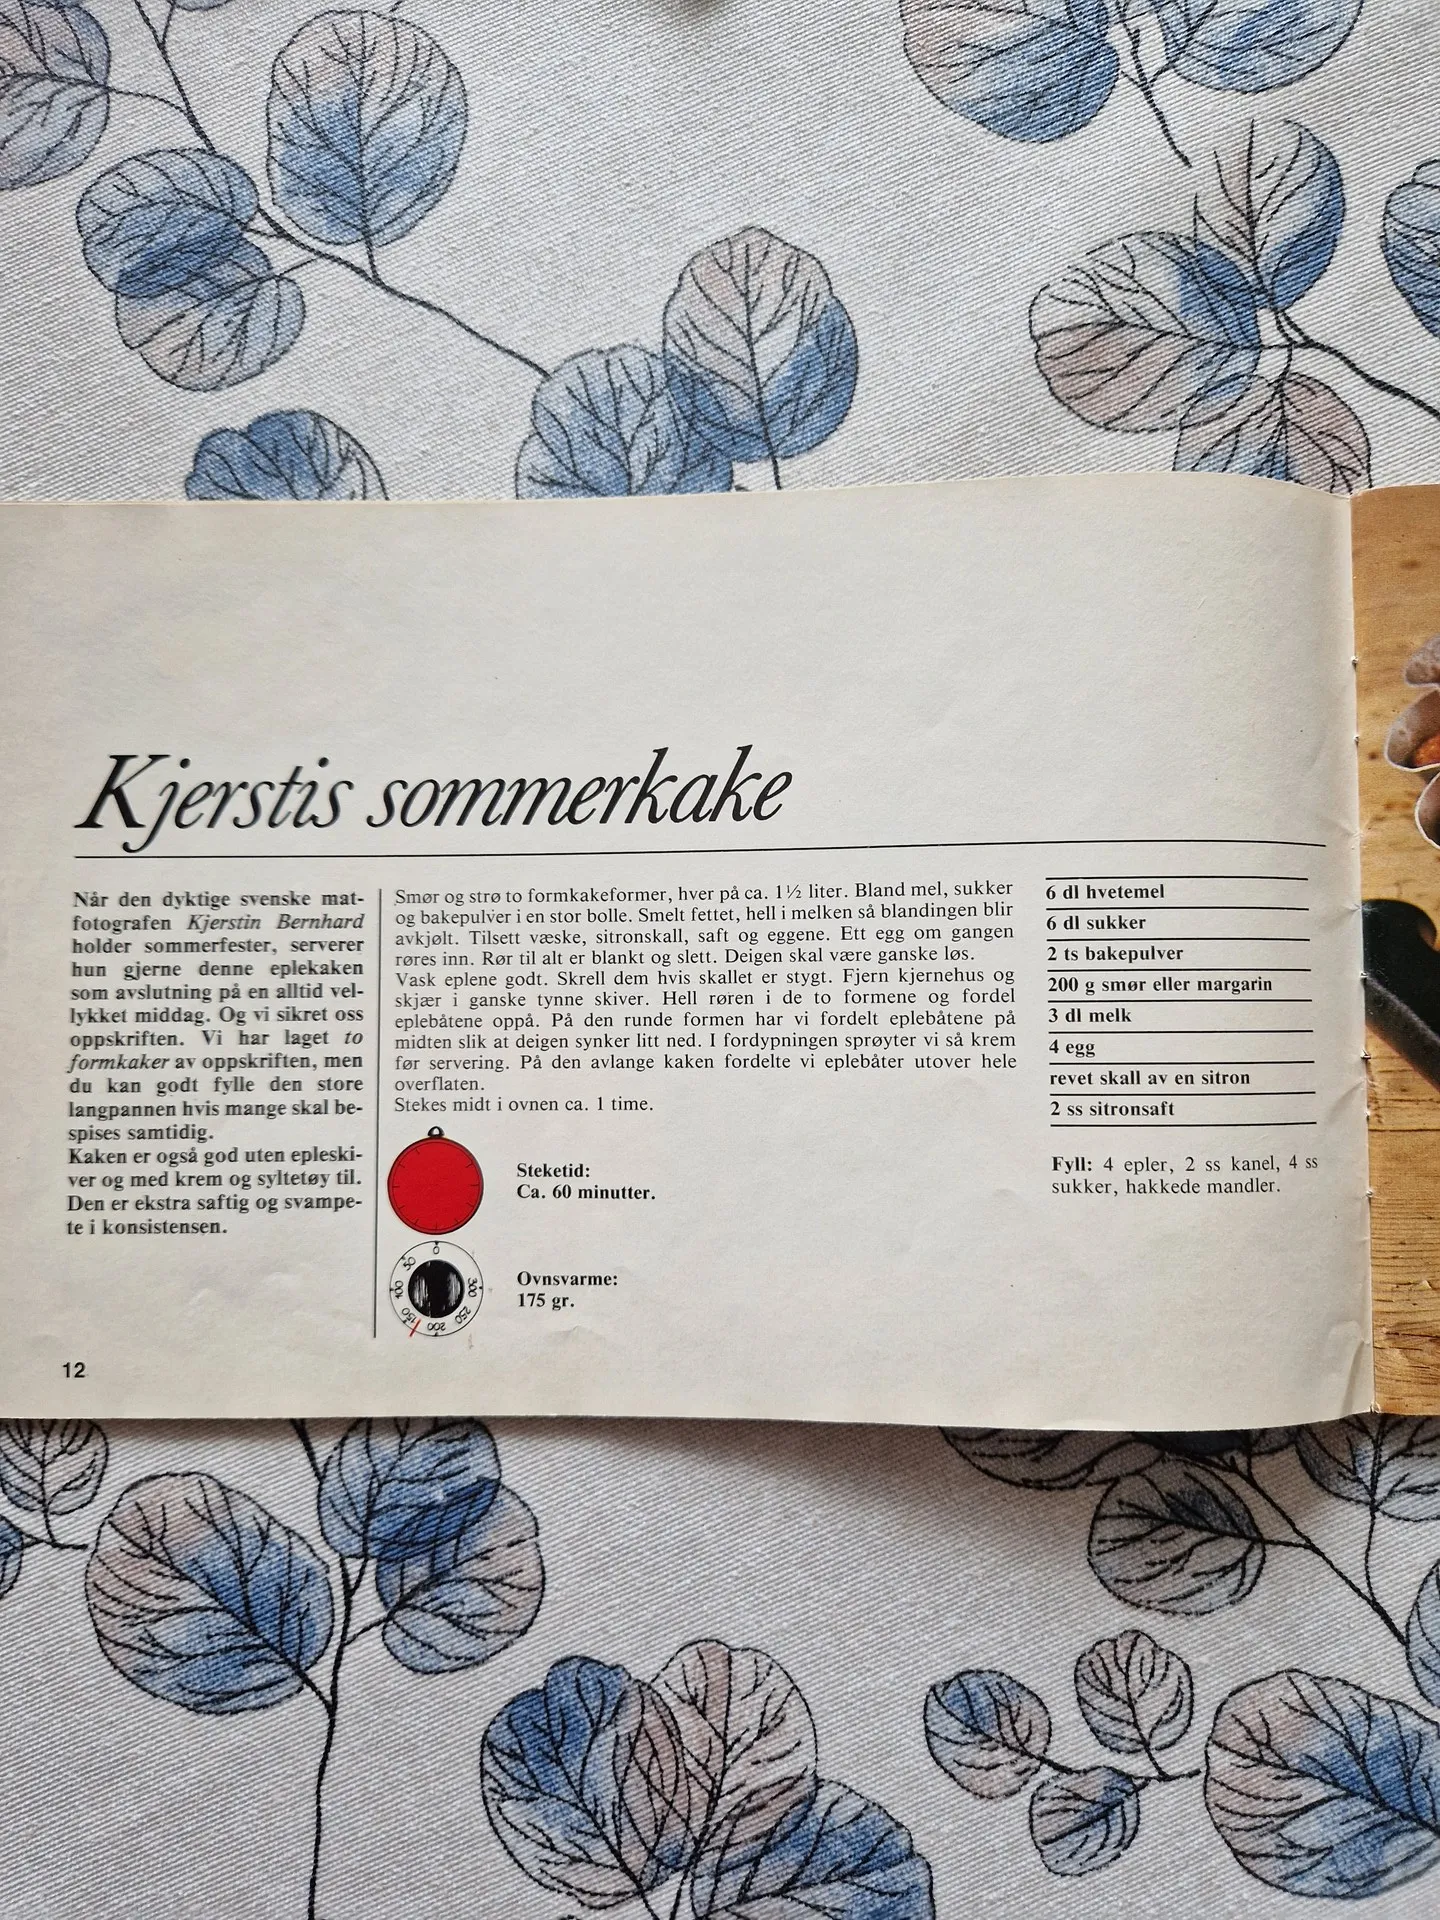 Kjerstis sommerkake
Når den dyktige svenske mat-
fotografen Kjerstin Bernhard
holder sommerfester, serverer
hun gjerne denne eplekaken
som avslutning på en alltid vel-
lykket middag. Og vi sikret oss
oppskriften. Vi har laget to
formkaker av oppskriften, men
du kan godt fylle den store
langpannen hvis mange skal be-
spises samtidig.
Kaken er også god uten epleski-
ver og med krem og syltetøy til.
Den er ekstra saftig og svampe-
te i konsistensen.
Smør og strø to formkakeformer, hver på ca. 1½ liter. Bland mel, sukker
og bakepulver i en stor bolle. Smelt fettet, hell i melken så blandingen blir
avkjølt. Tilsett væske, sitronskall, saft og eggene. Ett egg om gangen
røres inn. Rør til alt er blankt og slett. Deigen skal være ganske løs.
Vask eplene godt. Skrell dem hvis skallet er stygt. Fjern kjernehus og
skjær i ganske tynne skiver. Hell røren i de to formene og fordel
eplebåtene oppå. På den runde formen har vi fordelt eplebåtene på
midten slik at deigen synker litt ned. I fordypningen sprøyter vi så krem
før servering. På den avlange kaken fordelte vi eplebåter utover hele
overflaten.
Stekes midt i ovnen ca. 1 time.
Steketid:
Ca. 60 minutter.
0
50
100
150
200
250
300
Ovnsvarme:
175 gr.
6 dl hvetemel
6 dl sukker
2 ts bakepulver
200 g smør eller margarin
3 dl melk
4 egg
revet skall av en sitron
2 ss sitronsaft
Fyll: 4 epler, 2 ss kanel, 4 ss
sukker, hakkede mandler.
12